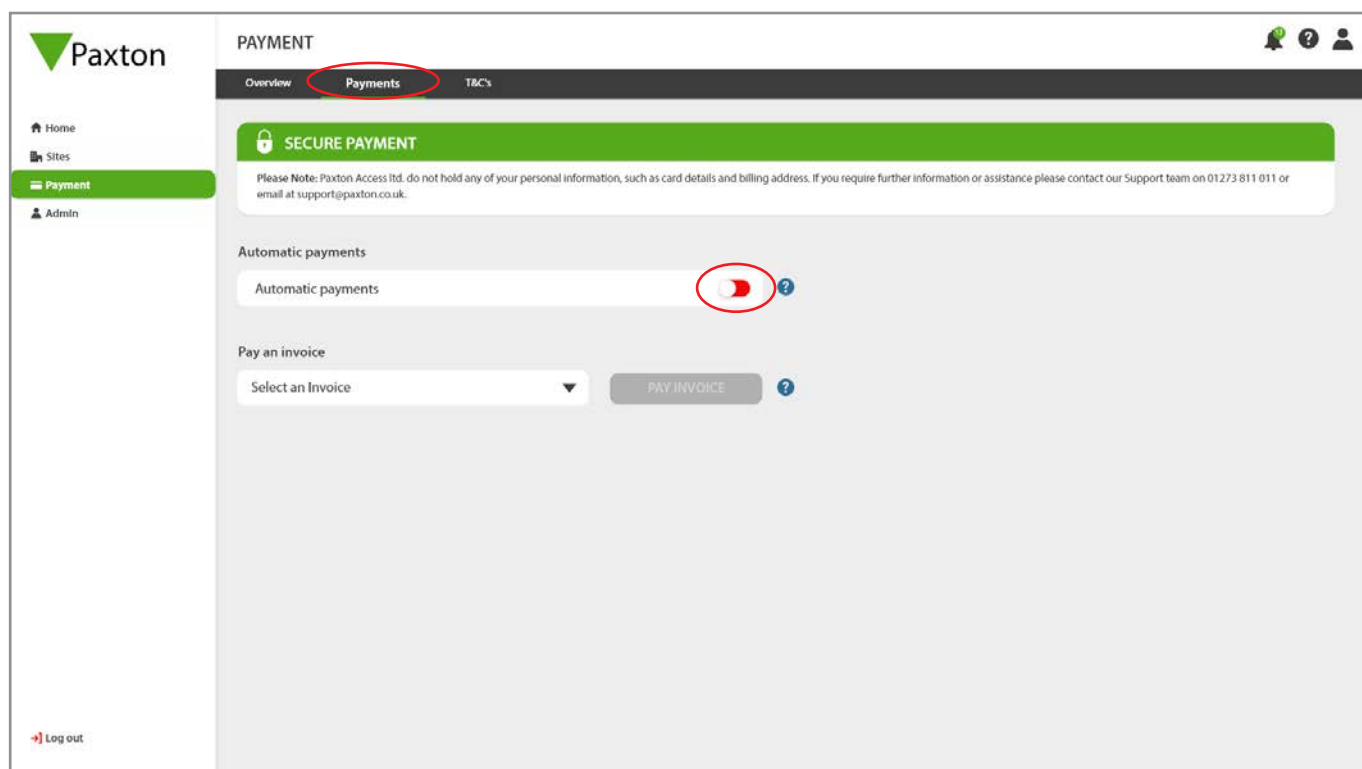 Paxton
PAYMENT
Overview Payments T&C's
Home
Sites
Payment
Admin
SECURE PAYMENT
Please Note: Paxton Access ltd. do not hold any of your personal information, such as card details and billing address. If you require further information or assistance please contact our Support team on 01273 811 011 or
email at support@paxton.co.uk.
Automatic payments
Automatic payments
?
Pay an invoice
Select an Invoice
PAY INVOICE
?
Log out